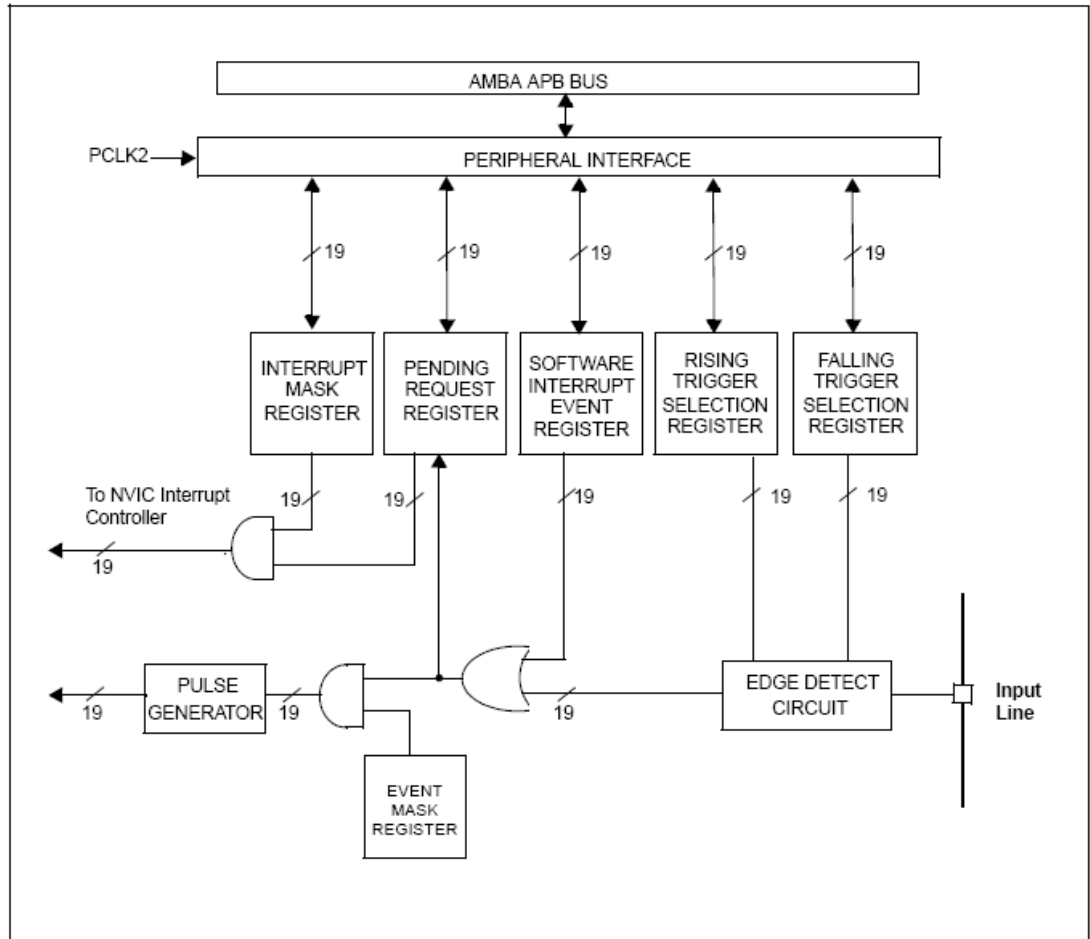 AMBA APB BUS
PCLK2
PERIPHERAL INTERFACE
19
19
19
19
19
INTERRUPT
MASK
REGISTER
PENDING
REQUEST
REGISTER
SOFTWARE
INTERRUPT
EVENT
REGISTER
RISING
TRIGGER
SELECTION
REGISTER
FALLING
TRIGGER
SELECTION
REGISTER
To NVIC Interrupt
Controller
19
19
19
19
19
19
PULSE
GENERATOR
19
19
19
EDGE DETECT
CIRCUIT
Input
Line
EVENT
MASK
REGISTER